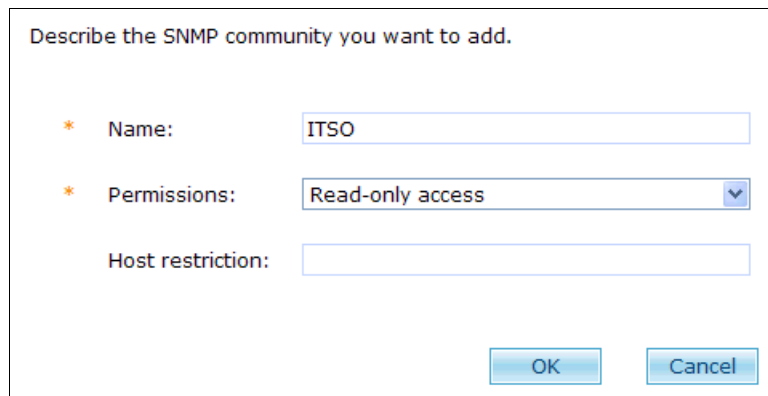 Describe the SNMP community you want to add.
* Name: ITSO
* Permissions: Read-only access
Host restriction:
OK Cancel